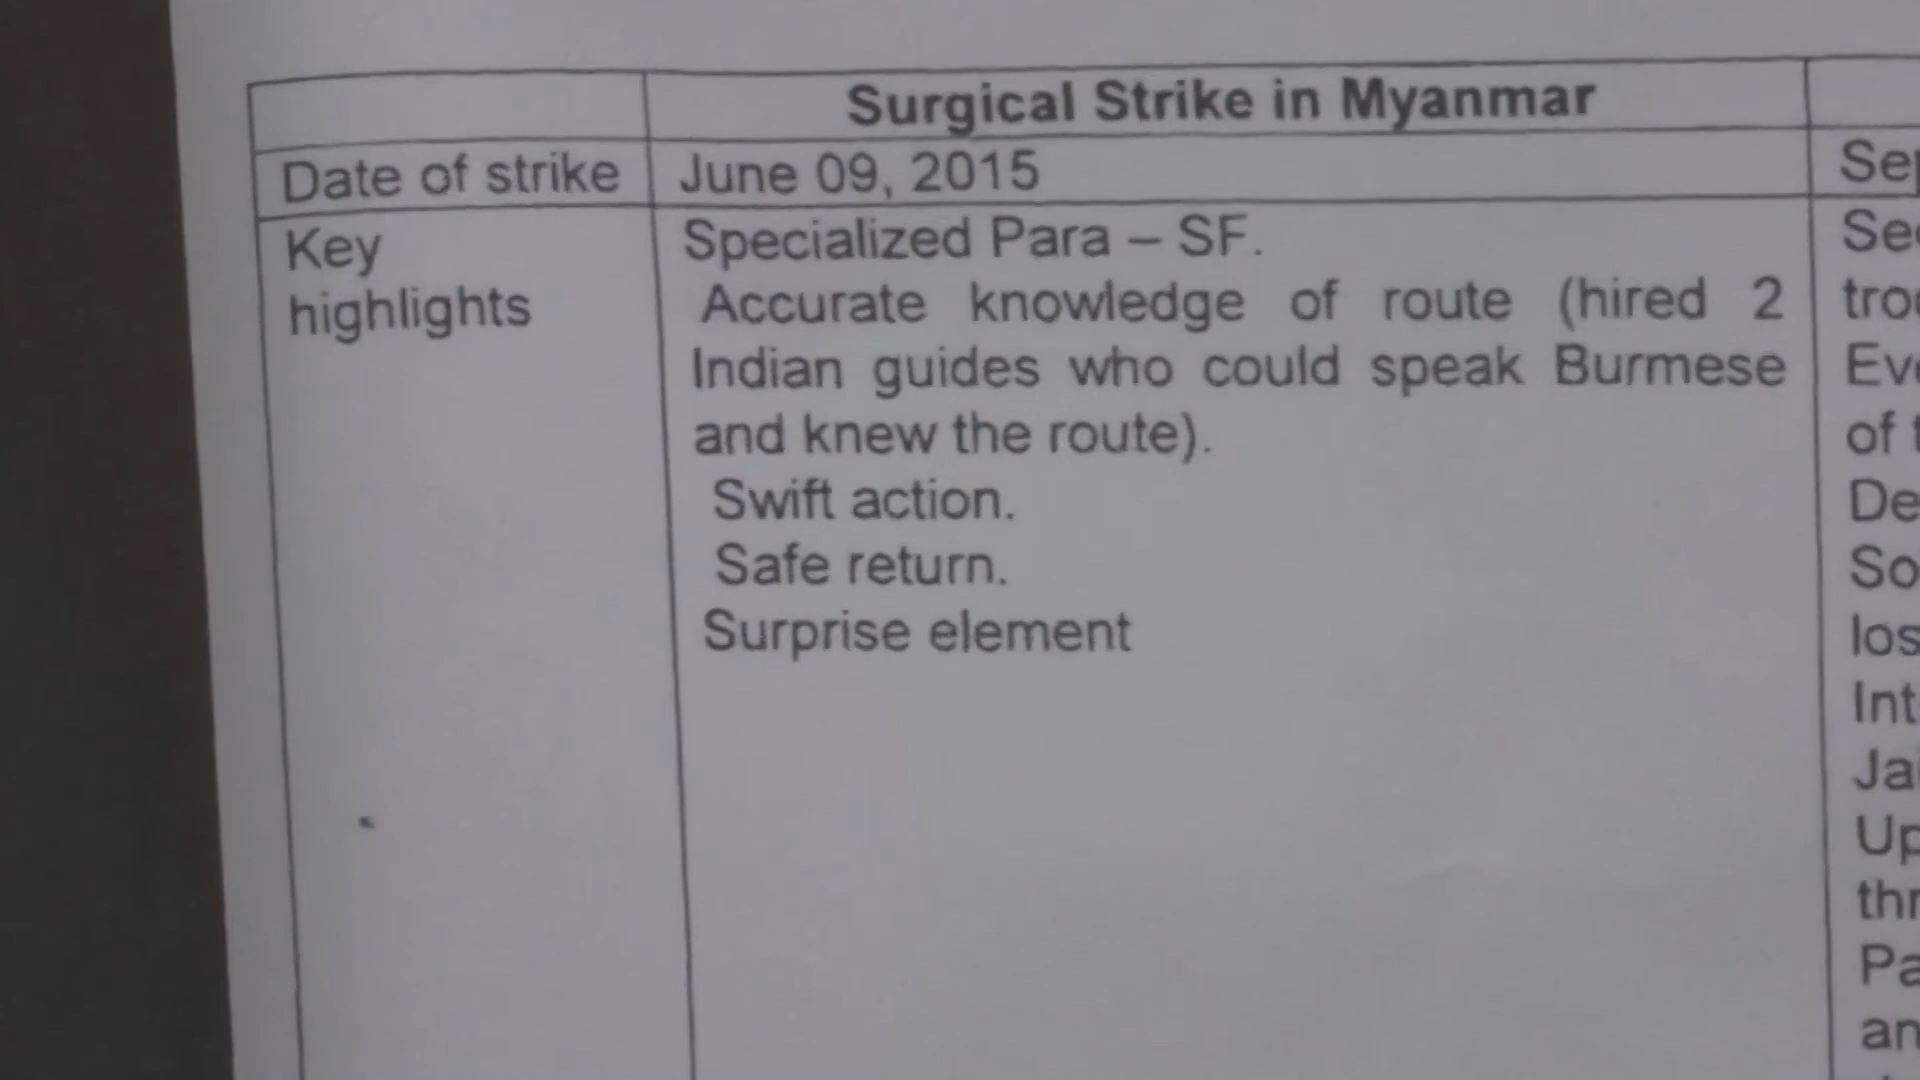 Surgical Strike in Myanmar
Date of strike
June 09, 2015
Key
highlights
Specialized Para – SF.
Accurate knowledge of route (hired 2
Indian guides who could speak Burmese
and knew the route).
Swift action.
Safe return.
Surprise element
of